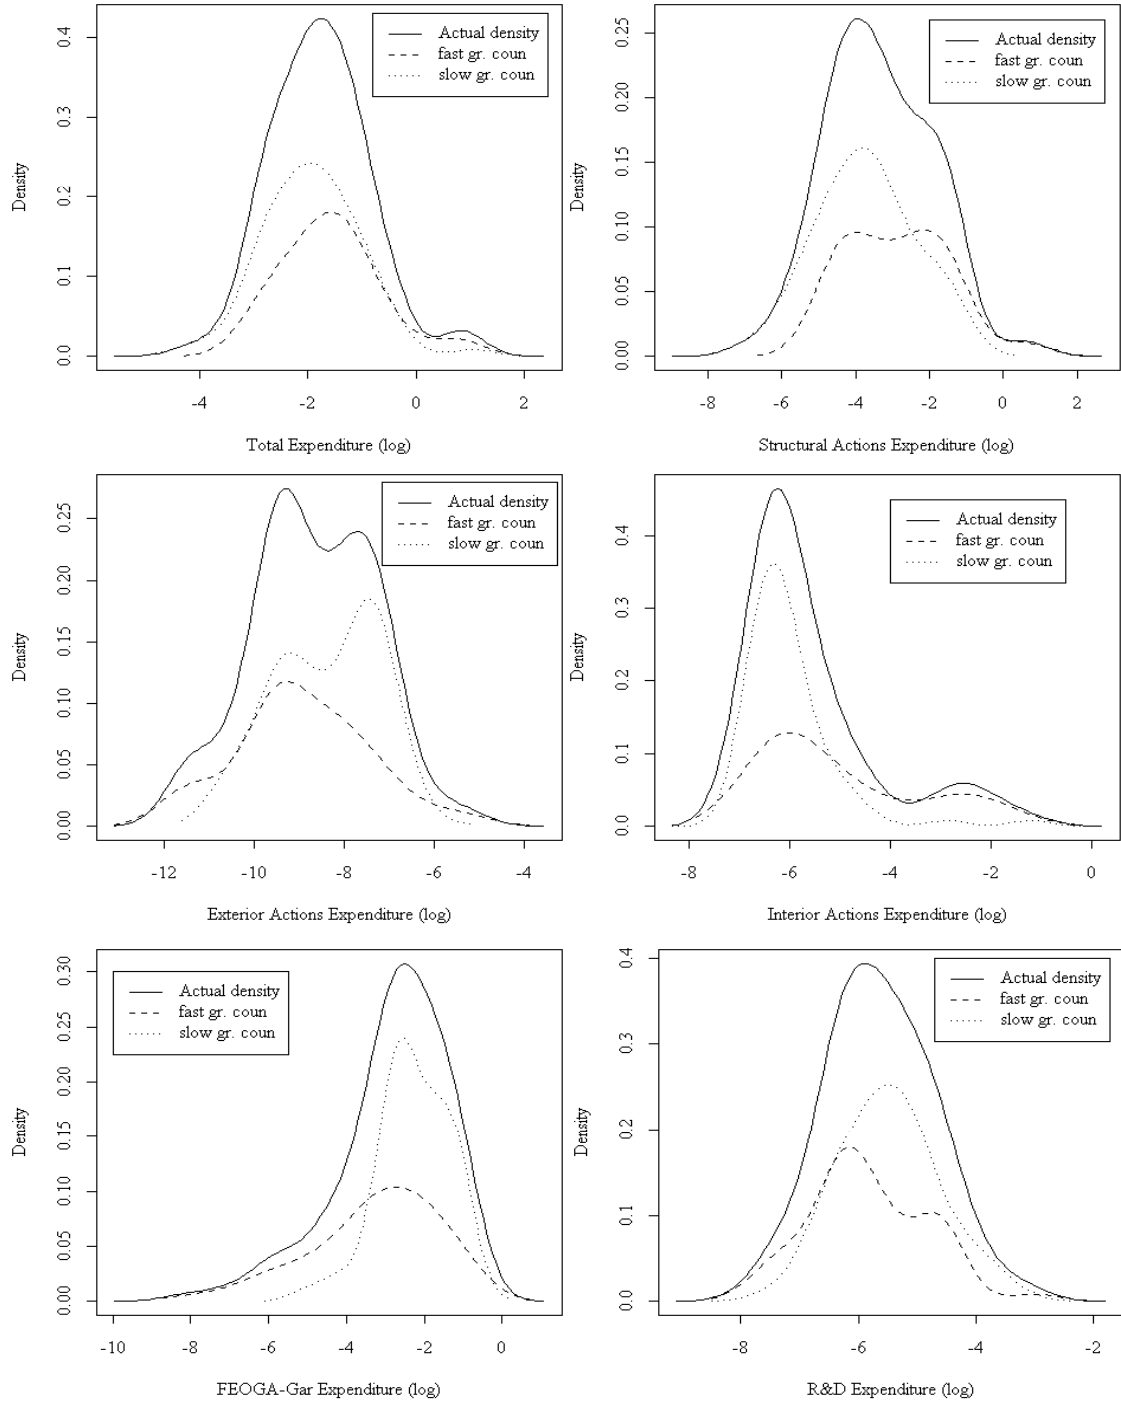 Density
0.0 0.1 0.2 0.3 0.4
Actual density
fast gr. coun
slow gr. coun
-4 -2 0 2
Total Expenditure (log)
Density
0.00 0.05 0.10 0.15 0.20 0.25
Actual density
fast gr. coun
slow gr. coun
-8 -6 -4 -2 0 2
Structural Actions Expenditure (log)
Density
0.00 0.05 0.10 0.15 0.20 0.25
Actual density
fast gr. coun
slow gr. coun
-12 -10 -8 -6 -4
Exterior Actions Expenditure (log)
Density
0.0 0.1 0.2 0.3 0.4
Actual density
fast gr. coun
slow gr. coun
-8 -6 -4 -2 0
Interior Actions Expenditure (log)
Density
0.00 0.05 0.10 0.15 0.20 0.25 0.30
Actual density
fast gr. coun
slow gr. coun
-10 -8 -6 -4 -2 0
FEOGA-Gar Expenditure (log)
Density
0.0 0.1 0.2 0.3 0.4
Actual density
fast gr. coun
slow gr. coun
-8 -6 -4 -2
R&D Expenditure (log)